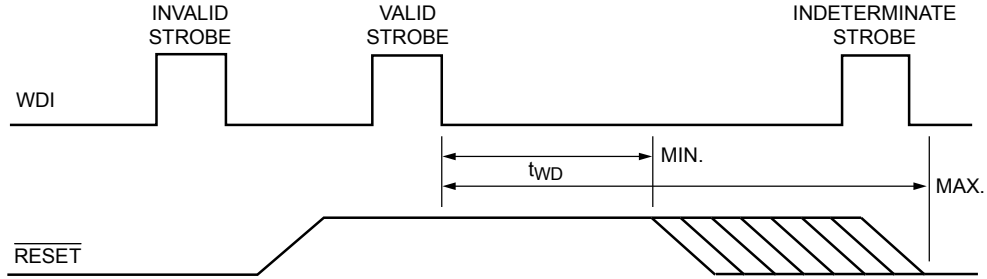 INVALID
STROBE
VALID
STROBE
INDETERMINATE
STROBE
WDI
MIN.
tWD
MAX.
RESET